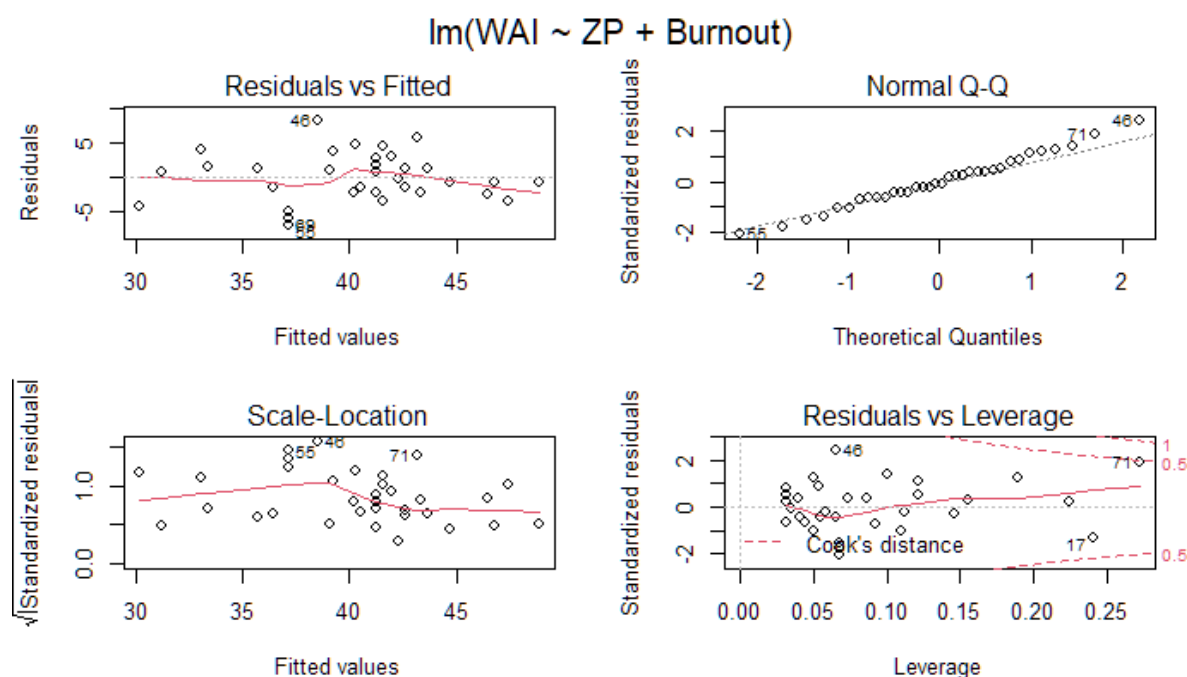 lm(WAI ~ ZP + Burnout)
Residuals vs Fitted
Residuals
5
-5
46
69
55
30 35 40 45
Fitted values
Normal Q-Q
Standardized residuals
2
0
-2
71
46
55
-2 -1 0 1 2
Theoretical Quantiles
Scale-Location
√|Standardized residuals|
1.0
0.0
46
55
71
30 35 40 45
Fitted values
Residuals vs Leverage
Standardized residuals
2
0
-2
46
71
17
1
0.5
0.5
Cook's distance
0.00 0.05 0.10 0.15 0.20 0.25
Leverage